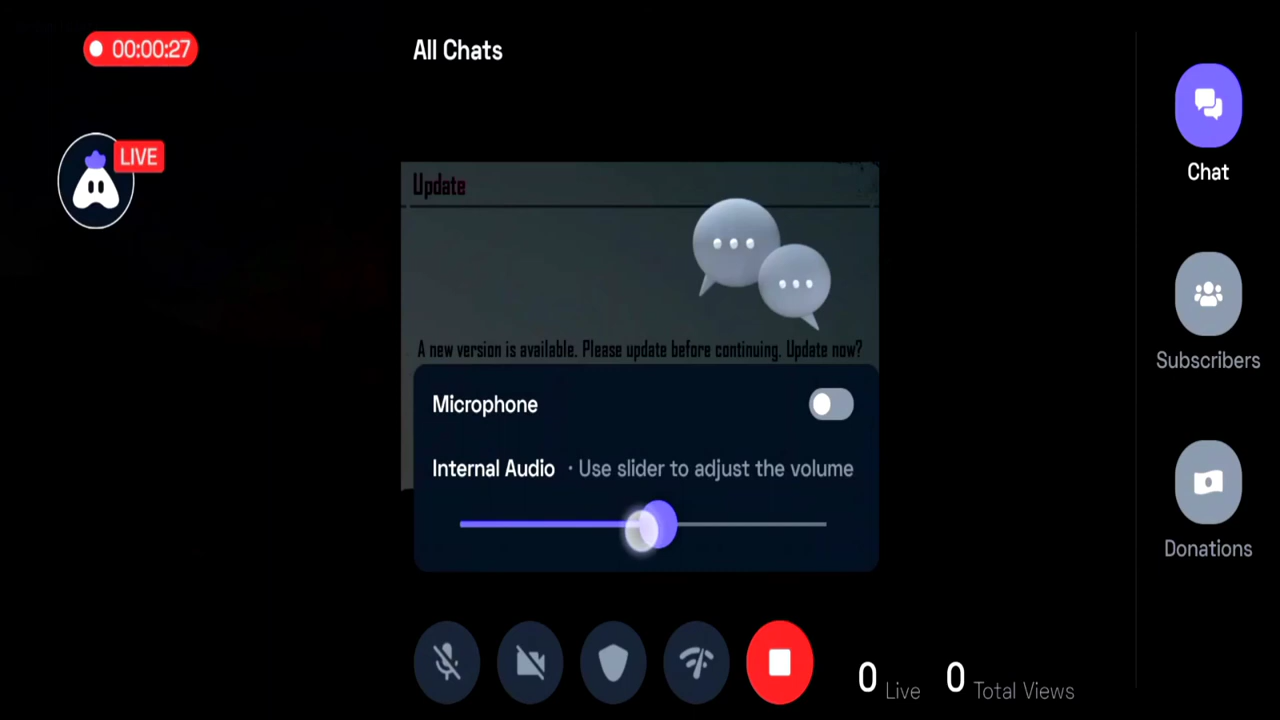 00:00:27
All Chats
LIVE
Chat
Update
Subscribers
A new version is available. Please update before continuing. Update now?
Microphone
Internal Audio · Use slider to adjust the volume
Donations
0 Live 0 Total Views